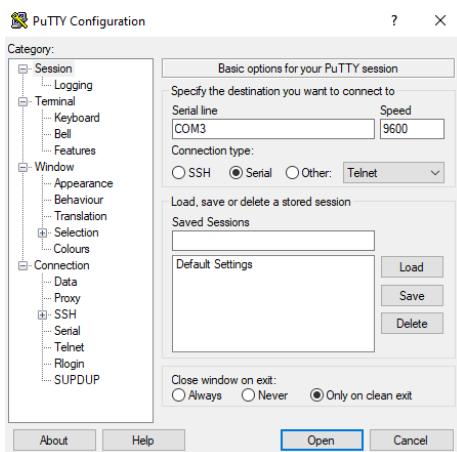 PuTTY Configuration
?
Category:
Session
Logging
Terminal
Keyboard
Bell
Features
Window
Appearance
Behaviour
Translation
Selection
Colours
Connection
Data
Proxy
SSH
Serial
Telnet
Rlogin
SUPDUP
Basic options for your PuTTY session
Specify the destination you want to connect to
Serial line Speed
COM3 9600
Connection type:
SSH Serial Other: Telnet
Load, save or delete a stored session
Saved Sessions
Default Settings
Load
Save
Delete
Close window on exit:
Always Never Only on clean exit
About Help Open Cancel